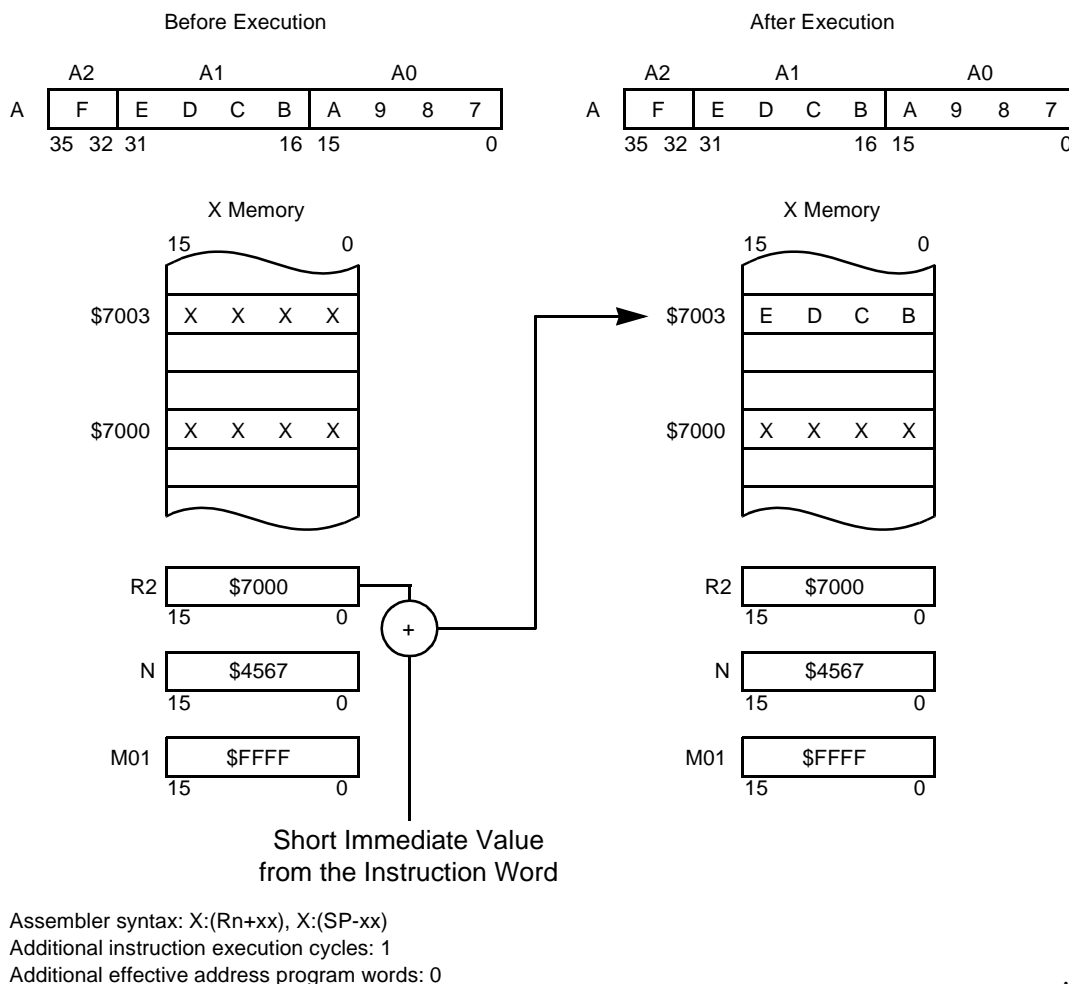 Before Execution After Execution
A2 A1 A0 A2 A1 A0
A F E D C B A 9 8 7 A F E D C B A 9 8 7
35 32 31 16 15 0 35 32 31 16 15 0
X Memory X Memory
15 0 15 0
$7003 X X X X $7003 E D C B
$7000 X X X X $7000 X X X X
R2 $7000 R2 $7000
15 0 15 0
+
N $4567 N $4567
15 0 15 0
M01 $FFFF M01 $FFFF
15 0 15 0
Short Immediate Value
from the Instruction Word
Assembler syntax: X:(Rn+xx), X:(SP-xx)
Additional instruction execution cycles: 1
Additional effective address program words: 0